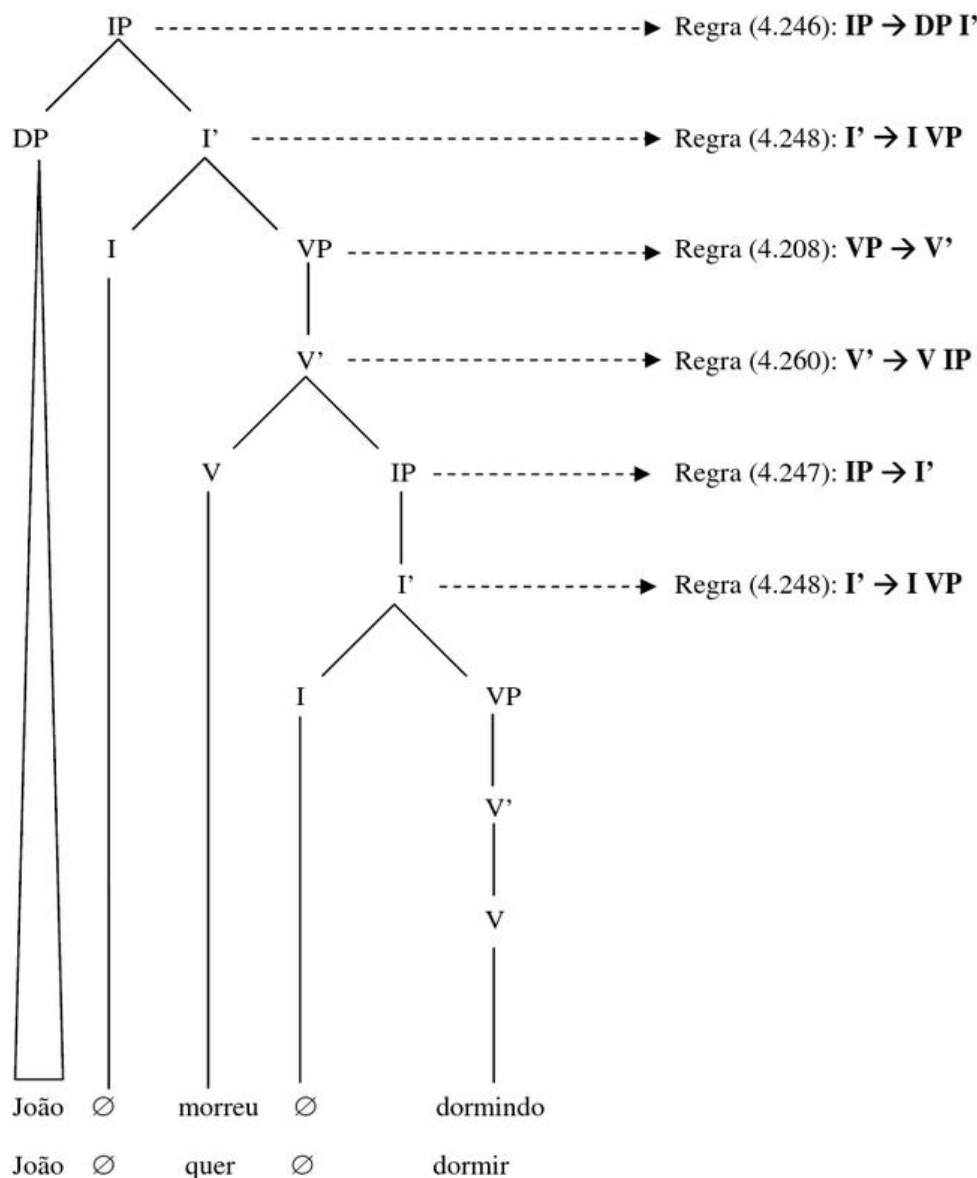 IP Regra (4.246): IP → DP I’
DP I’ Regra (4.248): I’ → I VP
I VP Regra (4.208): VP → V’
V’ Regra (4.260): V’ → V IP
V IP Regra (4.247): IP → I’
I’ Regra (4.248): I’ → I VP
I VP
V’
V
João ∅ morreu ∅ dormindo
João ∅ quer ∅ dormir